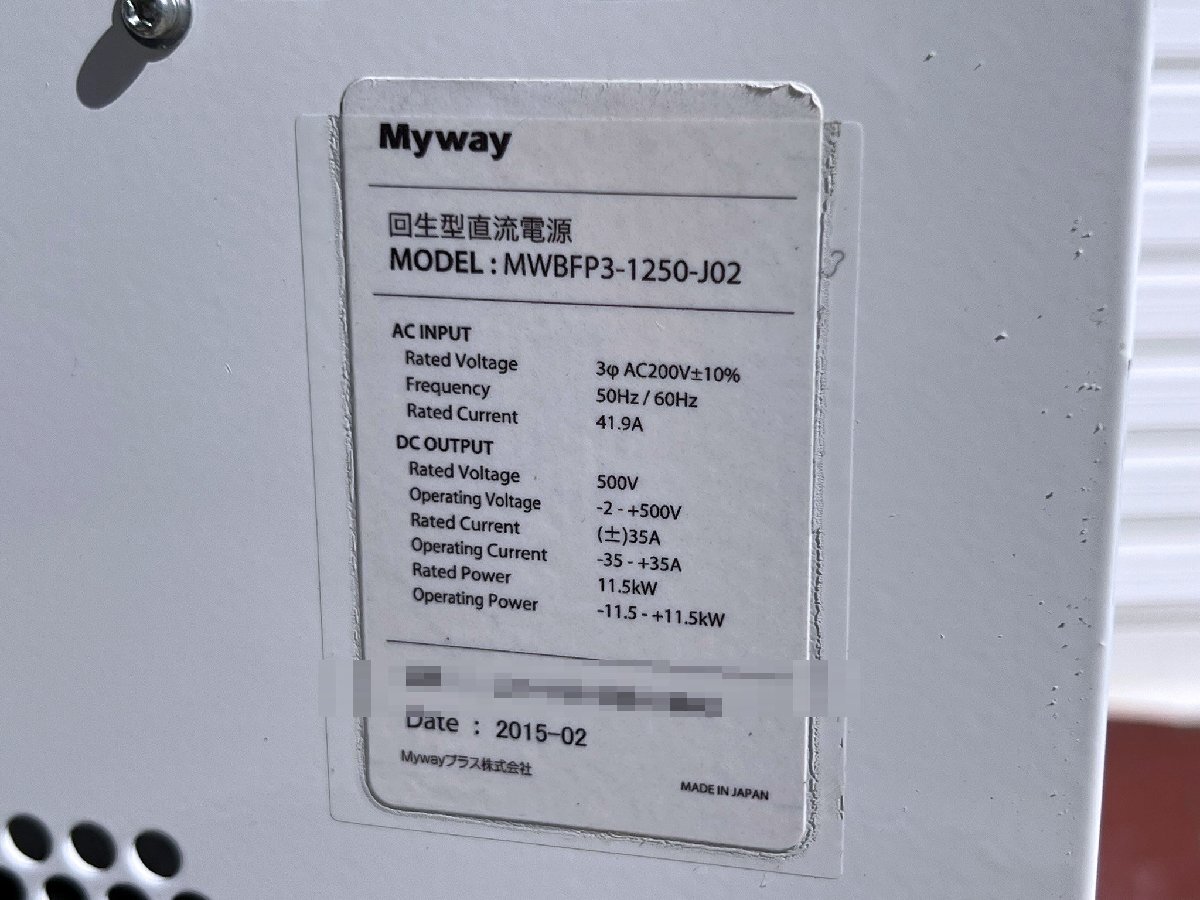 Myway
回生型直流電源
MODEL : MWBFP3-1250-J02
AC INPUT
Rated Voltage 3φ AC200V±10%
Frequency 50Hz / 60Hz
Rated Current 41.9A
DC OUTPUT
Rated Voltage 500V
Operating Voltage -2 - +500V
Rated Current (±)35A
Operating Current -35 - +35A
Rated Power 11.5kW
Operating Power -11.5 - +11.5kW
Date : 2015-02
Mywayプラス株式会社
MADE IN JAPAN